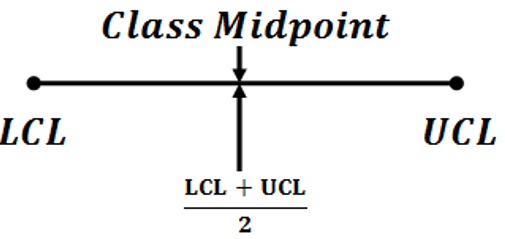 Class Midpoint
LCL UCL
LCL + UCL
2